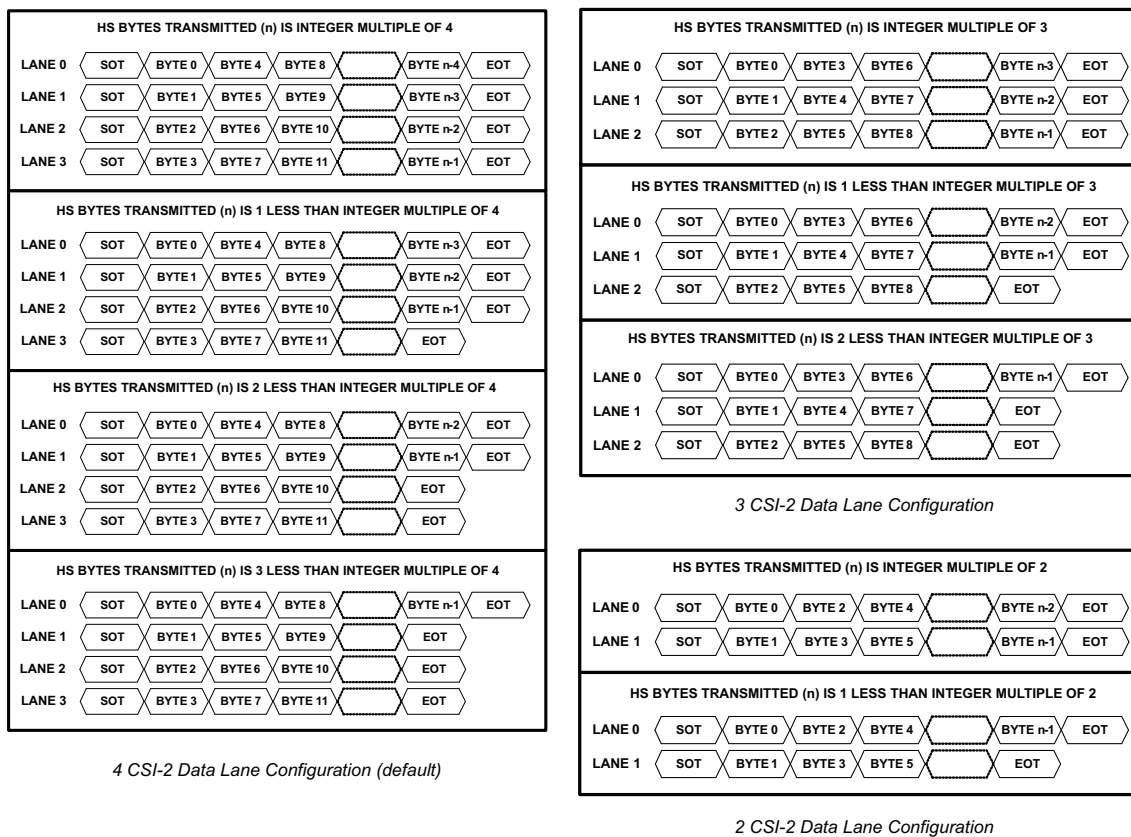 HS BYTES TRANSMITTED (n) IS INTEGER MULTIPLE OF 4
LANE 0 SOT BYTE 0 BYTE 4 BYTE 8 BYTE n-4 EOT
LANE 1 SOT BYTE 1 BYTE 5 BYTE 9 BYTE n-3 EOT
LANE 2 SOT BYTE 2 BYTE 6 BYTE 10 BYTE n-2 EOT
LANE 3 SOT BYTE 3 BYTE 7 BYTE 11 BYTE n-1 EOT
HS BYTES TRANSMITTED (n) IS 1 LESS THAN INTEGER MULTIPLE OF 4
LANE 0 SOT BYTE 0 BYTE 4 BYTE 8 BYTE n-3 EOT
LANE 1 SOT BYTE 1 BYTE 5 BYTE 9 BYTE n-2 EOT
LANE 2 SOT BYTE 2 BYTE 6 BYTE 10 BYTE n-1 EOT
LANE 3 SOT BYTE 3 BYTE 7 BYTE 11 EOT
HS BYTES TRANSMITTED (n) IS 2 LESS THAN INTEGER MULTIPLE OF 4
LANE 0 SOT BYTE 0 BYTE 4 BYTE 8 BYTE n-2 EOT
LANE 1 SOT BYTE 1 BYTE 5 BYTE 9 BYTE n-1 EOT
LANE 2 SOT BYTE 2 BYTE 6 BYTE 10 EOT
LANE 3 SOT BYTE 3 BYTE 7 BYTE 11 EOT
HS BYTES TRANSMITTED (n) IS 3 LESS THAN INTEGER MULTIPLE OF 4
LANE 0 SOT BYTE 0 BYTE 4 BYTE 8 BYTE n-1 EOT
LANE 1 SOT BYTE 1 BYTE 5 BYTE 9 EOT
LANE 2 SOT BYTE 2 BYTE 6 BYTE 10 EOT
LANE 3 SOT BYTE 3 BYTE 7 BYTE 11 EOT
4 CSI-2 Data Lane Configuration (default)
HS BYTES TRANSMITTED (n) IS INTEGER MULTIPLE OF 3
LANE 0 SOT BYTE 0 BYTE 3 BYTE 6 BYTE n-3 EOT
LANE 1 SOT BYTE 1 BYTE 4 BYTE 7 BYTE n-2 EOT
LANE 2 SOT BYTE 2 BYTE 5 BYTE 8 BYTE n-1 EOT
HS BYTES TRANSMITTED (n) IS 1 LESS THAN INTEGER MULTIPLE OF 3
LANE 0 SOT BYTE 0 BYTE 3 BYTE 6 BYTE n-2 EOT
LANE 1 SOT BYTE 1 BYTE 4 BYTE 7 BYTE n-1 EOT
LANE 2 SOT BYTE 2 BYTE 5 BYTE 8 EOT
HS BYTES TRANSMITTED (n) IS 2 LESS THAN INTEGER MULTIPLE OF 3
LANE 0 SOT BYTE 0 BYTE 3 BYTE 6 BYTE n-1 EOT
LANE 1 SOT BYTE 1 BYTE 4 BYTE 7 EOT
LANE 2 SOT BYTE 2 BYTE 5 BYTE 8 EOT
3 CSI-2 Data Lane Configuration
HS BYTES TRANSMITTED (n) IS INTEGER MULTIPLE OF 2
LANE 0 SOT BYTE 0 BYTE 2 BYTE 4 BYTE n-2 EOT
LANE 1 SOT BYTE 1 BYTE 3 BYTE 5 BYTE n-1 EOT
HS BYTES TRANSMITTED (n) IS 1 LESS THAN INTEGER MULTIPLE OF 2
LANE 0 SOT BYTE 0 BYTE 2 BYTE 4 BYTE n-1 EOT
LANE 1 SOT BYTE 1 BYTE 3 BYTE 5 EOT
2 CSI-2 Data Lane Configuration